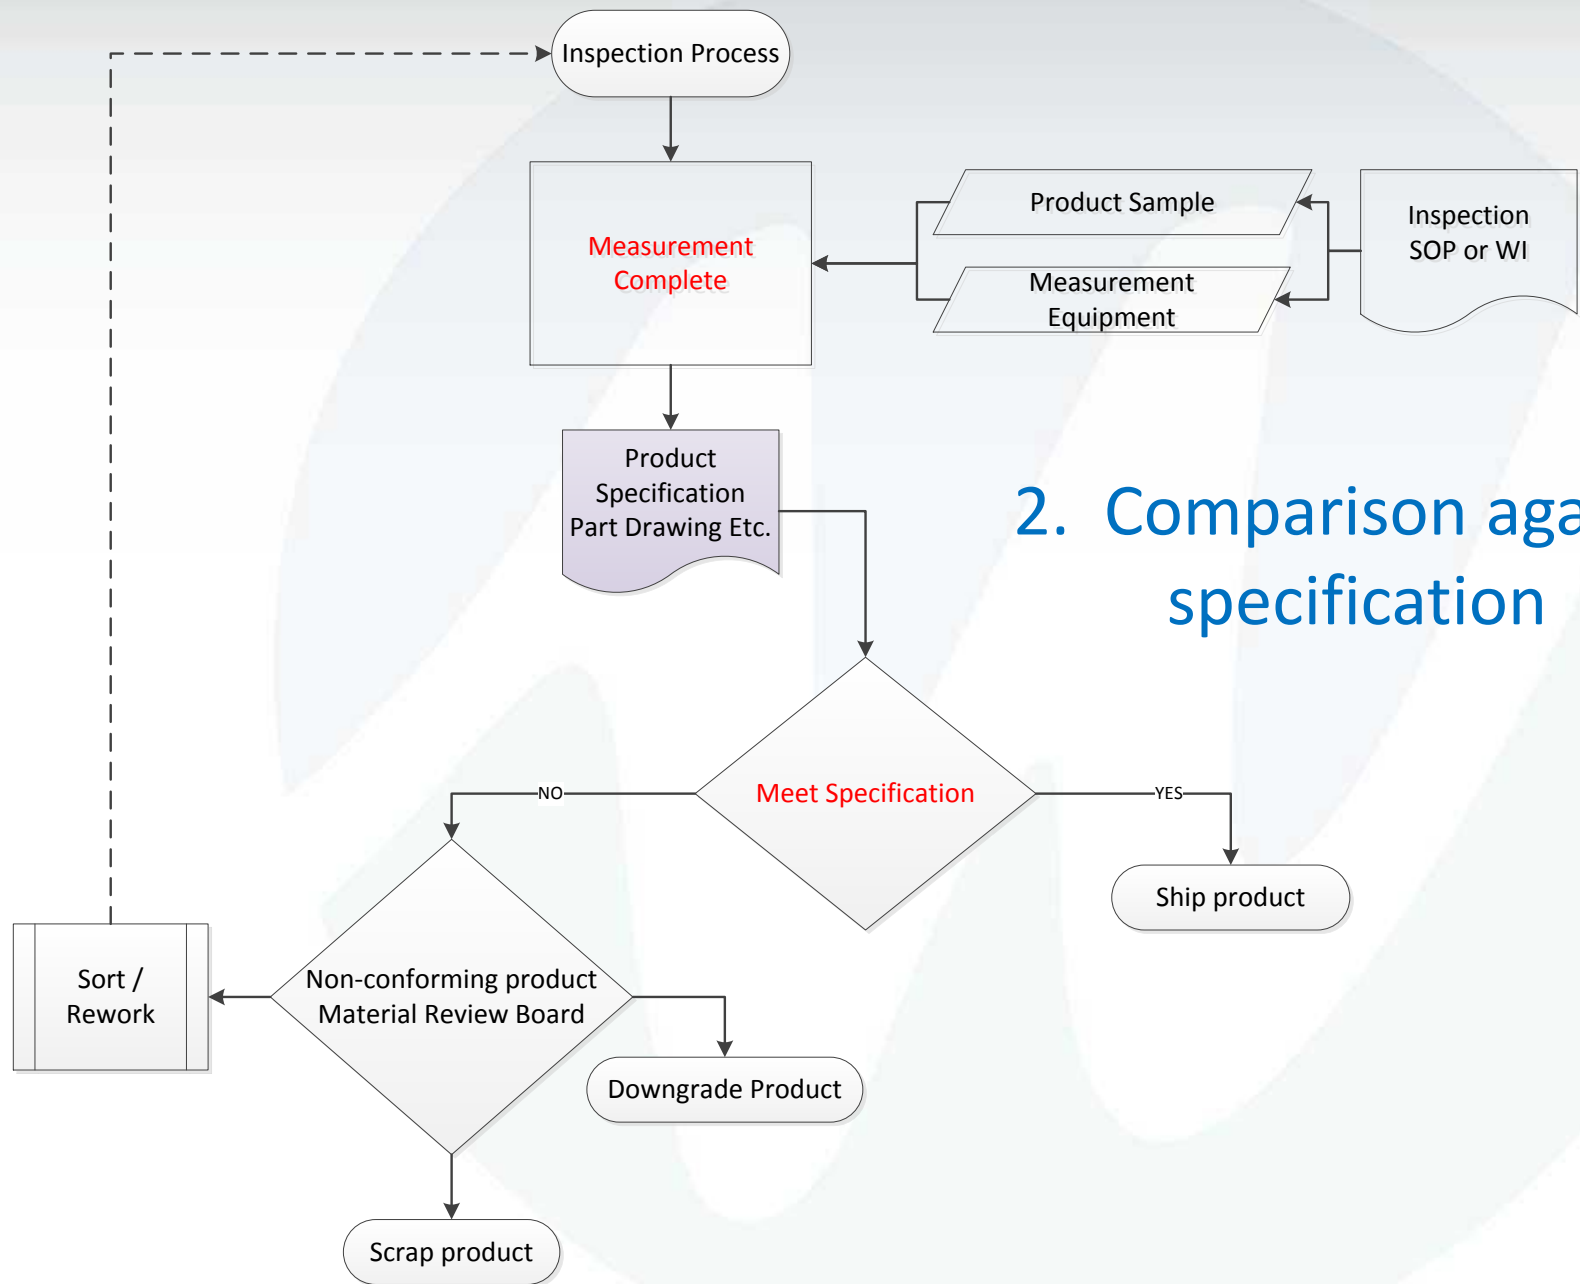 Inspection Process
Product Sample
Inspection
SOP or WI
Measurement
Complete
Measurement
Equipment
Product
Specification
Part Drawing Etc.
2. Comparison aga
specification
NO
Meet Specification
YES
Ship product
Sort /
Rework
Non-conforming product
Material Review Board
Downgrade Product
Scrap product